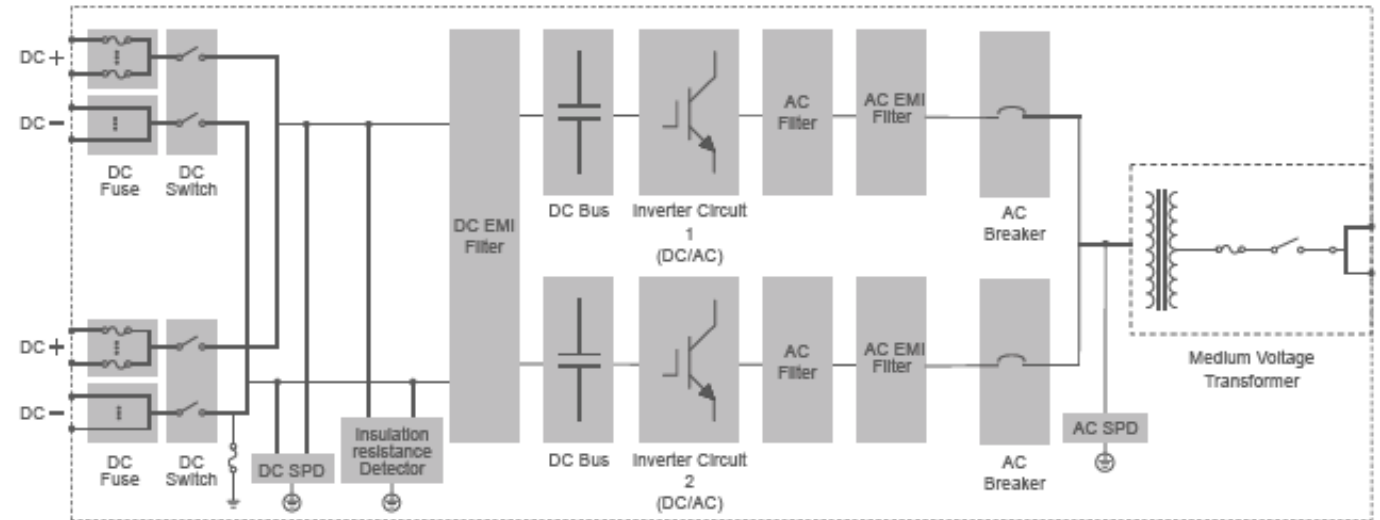 DC +
DC -
DC
Fuse
DC
Switch
DC +
DC -
DC
Fuse
DC
Switch
DC SPD
Insulation
resistance
Detector
DC EMI
Filter
DC Bus
Inverter Circuit
1
(DC/AC)
AC
Filter
AC EMI
Filter
AC
Breaker
DC Bus
Inverter Circuit
2
(DC/AC)
AC
Filter
AC EMI
Filter
AC
Breaker
AC SPD
Medium Voltage
Transformer